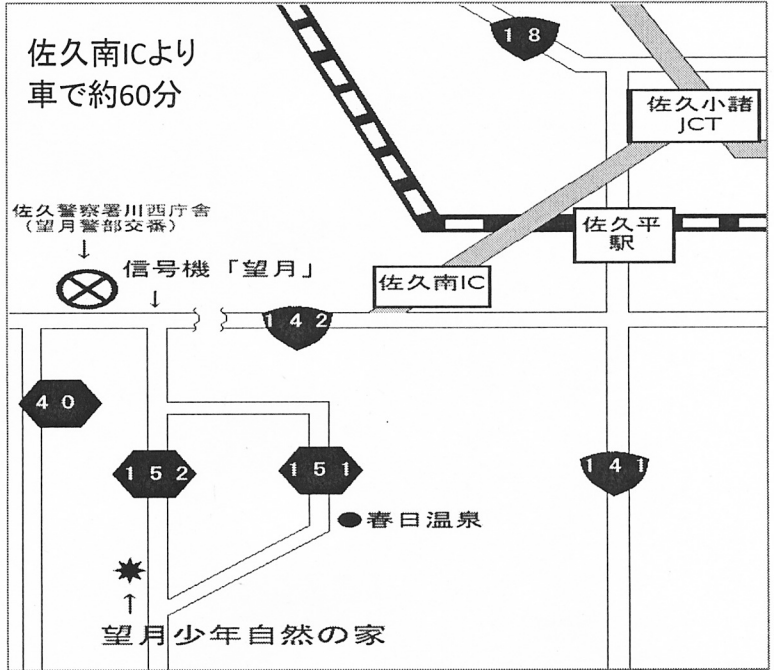 佐久南ICより
車で約60分
18
佐久小諸
JCT
佐久警察署川西庁舎
(望月警部交番)
↓
信号機「望月」
↓
佐久平
駅
佐久南IC
142
40
152
151
141
春日温泉
↑
望月少年自然の家